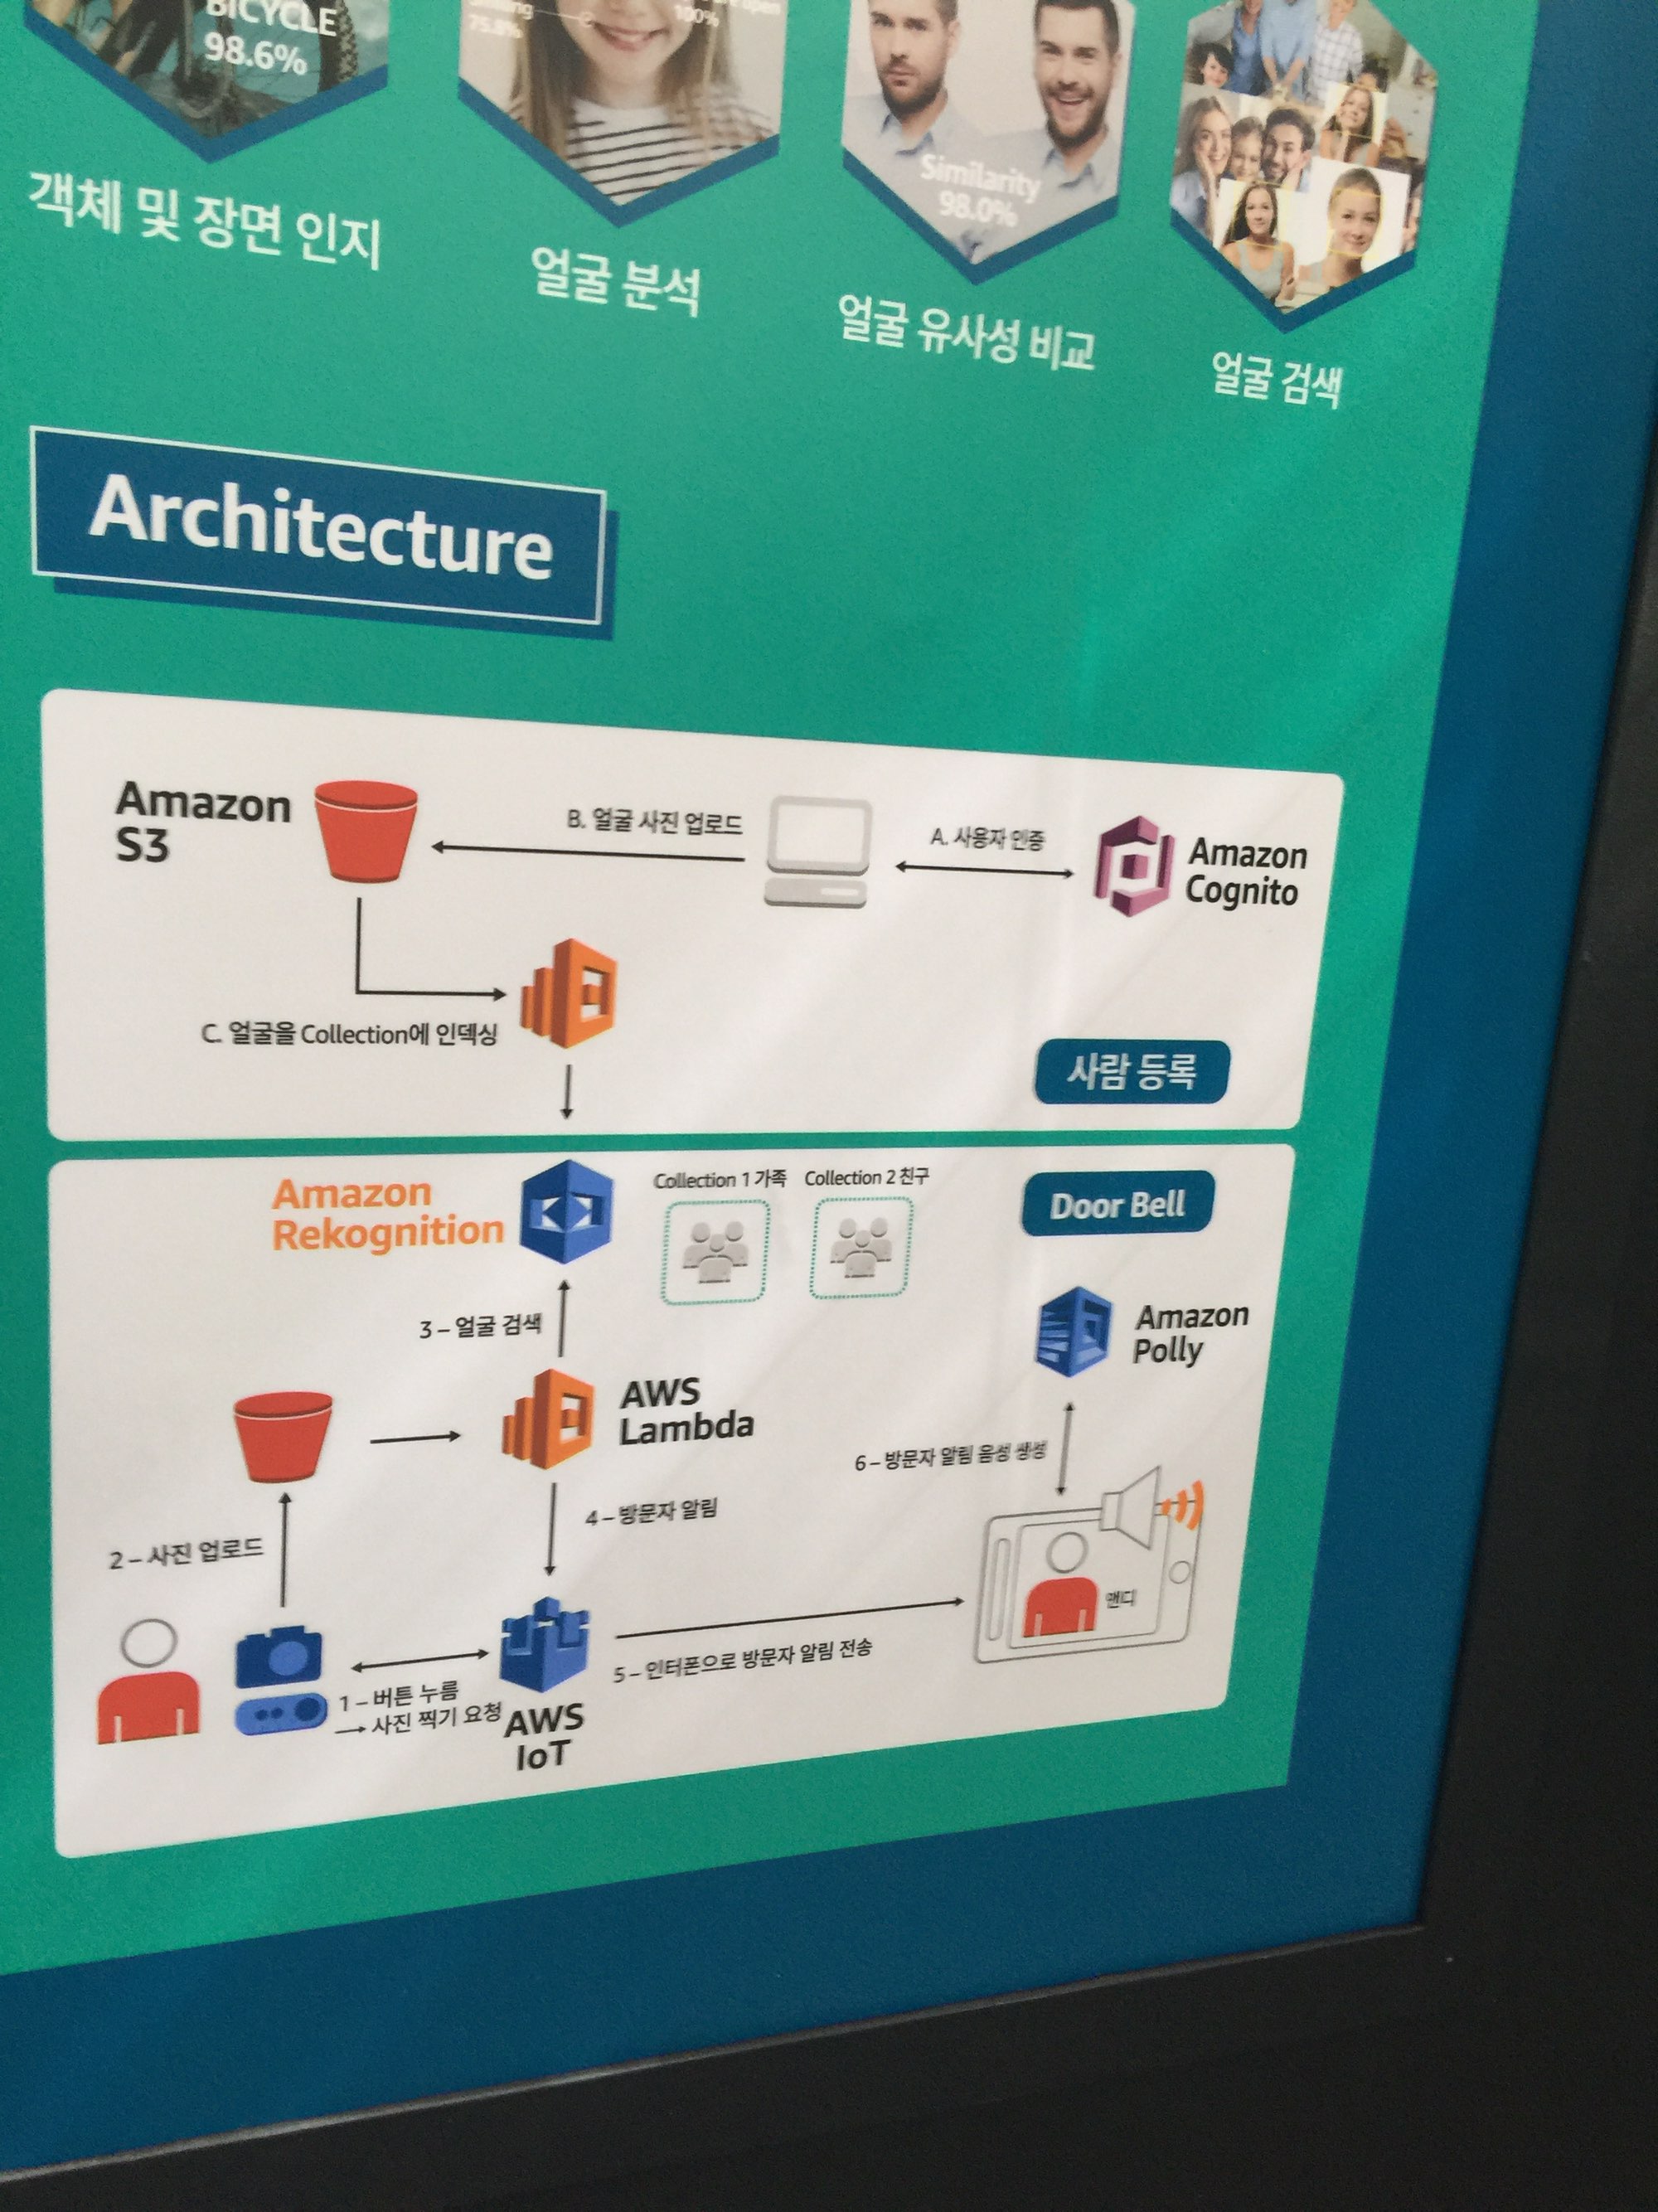 BICYCLE
98.6%
75.8%
100%
Similarity
98.0%
객체 및 장면 인지
얼굴 분석
얼굴 유사성 비교
얼굴 검색
Architecture
Amazon
S3
B. 얼굴 사진 업로드
A. 사용자 인증
Amazon
Cognito
C. 얼굴을 Collection에 인덱싱
사람 등록
Amazon
Rekognition
Collection 1 가족
Collection 2 친구
Door Bell
3 – 얼굴 검색
Amazon
Polly
AWS
Lambda
6 – 방문자 알림 음성 생성
4 – 방문자 알림
2 – 사진 업로드
앤디
5 – 인터폰으로 방문자 알림 전송
1 – 버튼 누름
→ 사진 찍기 요청
AWS
IoT